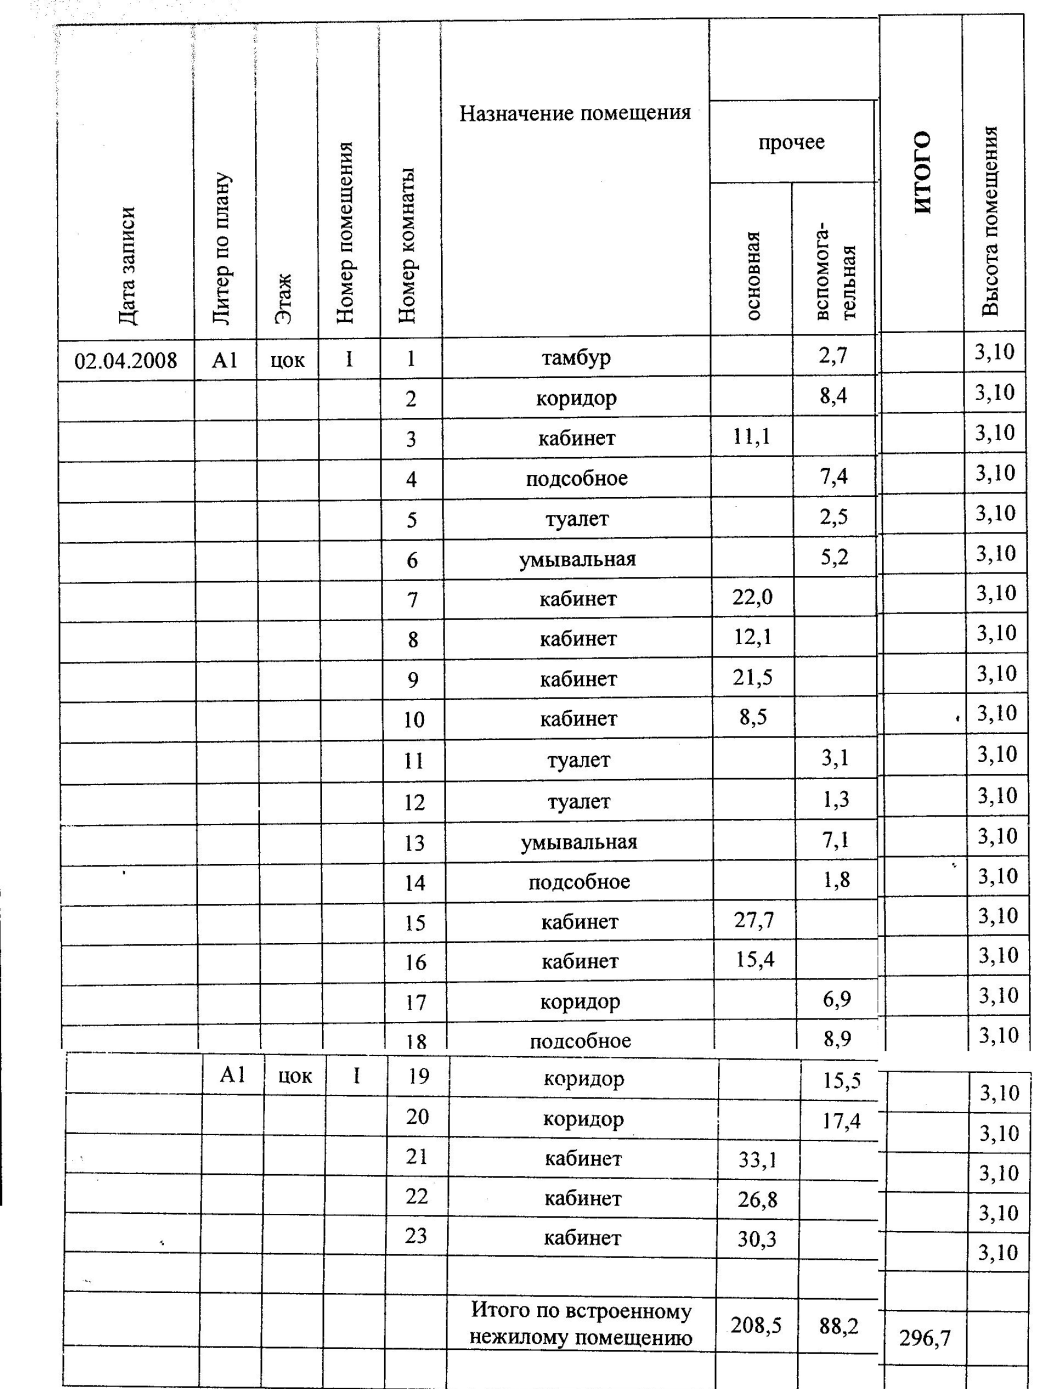 Дата записи
Литер по плану
Этаж
Номер помещения
Номер комнаты
Назначение помещения
прочее
основная
вспомога-
тельная
ИТОГО
Высота помещения
02.04.2008 А1 цок I 1 тамбур 2,7 3,10
2 коридор 8,4 3,10
3 кабинет 11,1 3,10
4 подсобное 7,4 3,10
5 туалет 2,5 3,10
6 умывальная 5,2 3,10
7 кабинет 22,0 3,10
8 кабинет 12,1 3,10
9 кабинет 21,5 3,10
10 кабинет 8,5 3,10
11 туалет 3,1 3,10
12 туалет 1,3 3,10
13 умывальная 7,1 3,10
14 подсобное 1,8 3,10
15 кабинет 27,7 3,10
16 кабинет 15,4 3,10
17 коридор 6,9 3,10
18 подсобное 8,9 3,10
А1 цок I 19 коридор 15,5 3,10
20 коридор 17,4 3,10
21 кабинет 33,1 3,10
22 кабинет 26,8 3,10
23 кабинет 30,3 3,10
Итого по встроенному
нежилому помещению 208,5 88,2 296,7